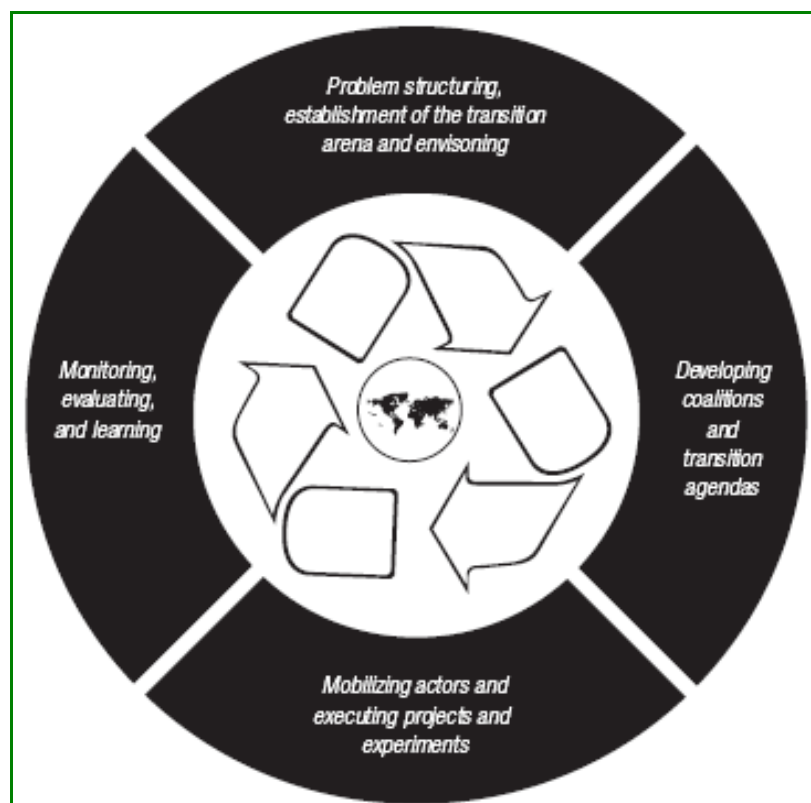 Problem structuring,
establishment of the transition
arena and envisoning
Developing
coalitions
and
transition
agendas
Mobilizing actors and
executing projects and
experiments
Monitoring,
evaluating,
and learning